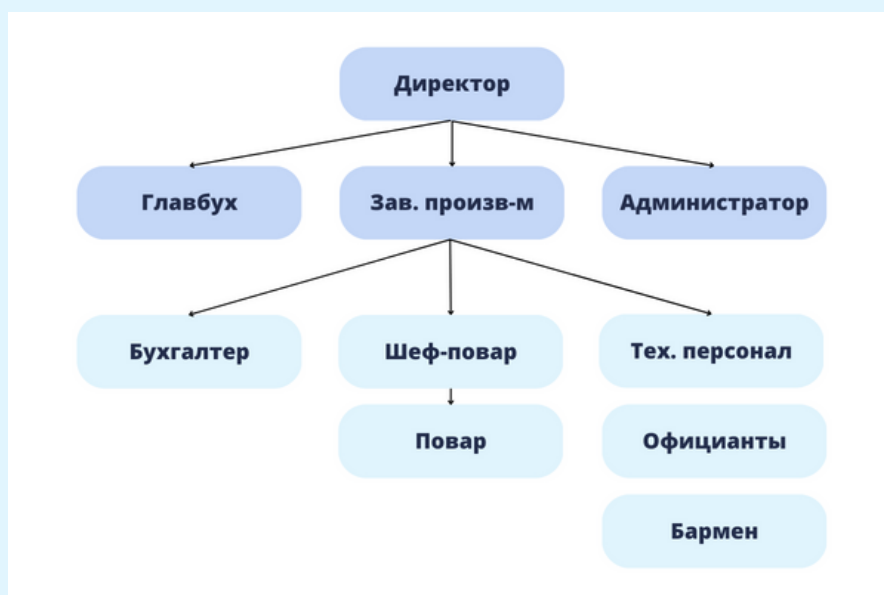 Директор
Главбух
Зав. произв-м
Администратор
Бухгалтер
Шеф-повар
Тех. персонал
Повар
Официанты
Бармен